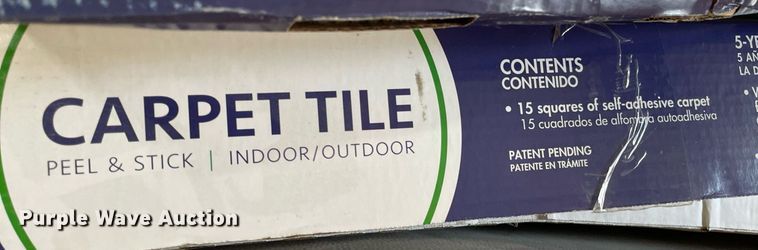 CARPET TILE
PEEL & STICK | INDOOR/OUTDOOR
CONTENTS
CONTENIDO
• 15 squares of self-adhesive carpet
15 cuadrados de alfombra autoadhesiva
PATENT PENDING
PATENTE EN TRÁMITE
5-YE
5 AÑ
LA D
Purple Wave Auction